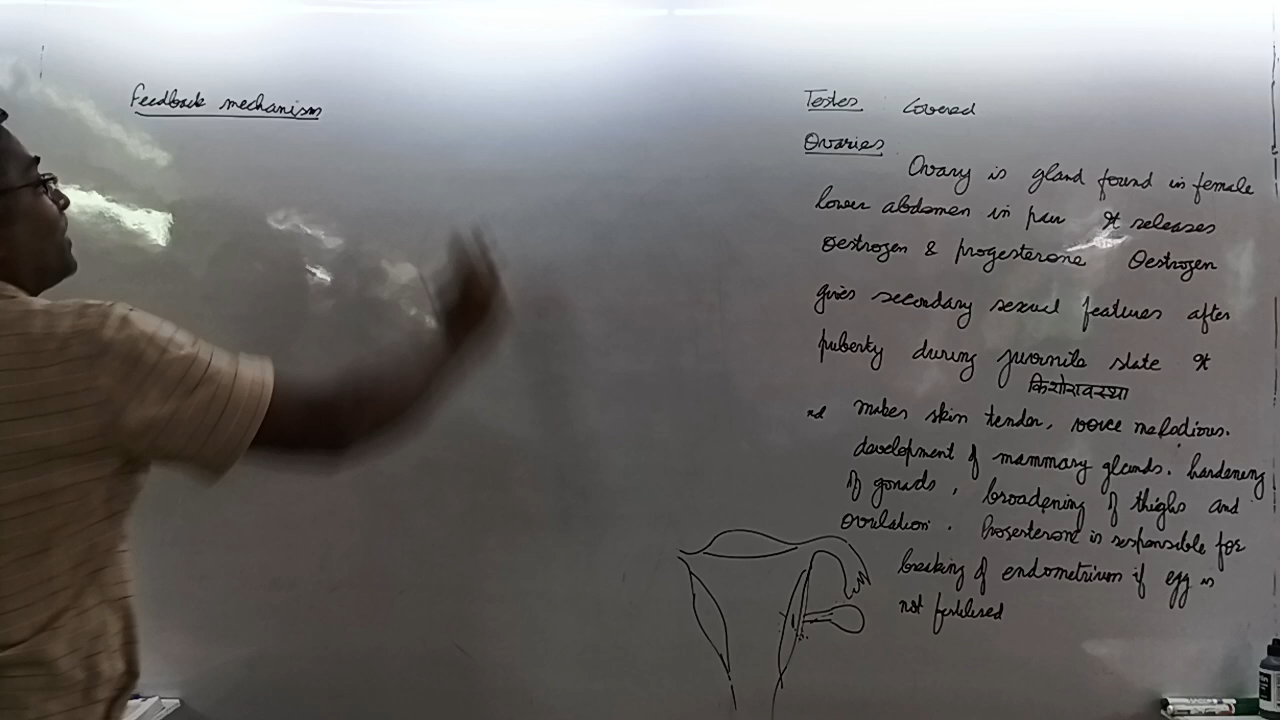 Feedback mechanism
Testes Covered
Ovaries
Ovary is gland found in female
lower abdomen in pair It releases
Oestrogen & progesterone Oestrogen
gives secondary sexual features after
puberty during juvenile state It
किशोरावस्था
makes skin tender, voice melodious.
development of mammary glands. hardening
of gonads, broadening of thighs and
ovulation. Progesterone is responsible for
breaking of endometrium if egg is
not fertilised